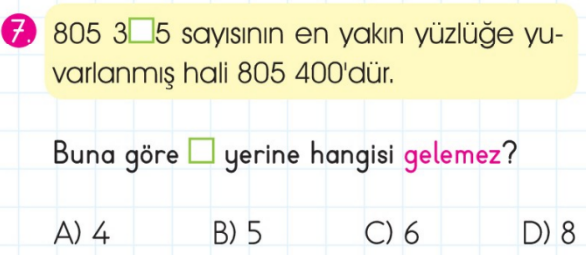 7. 805 3□5 sayısının en yakın yüzlüğe yu-
varlanmış hali 805 400'dür.
Buna göre □ yerine hangisi gelemez?
A) 4 B) 5 C) 6 D) 8